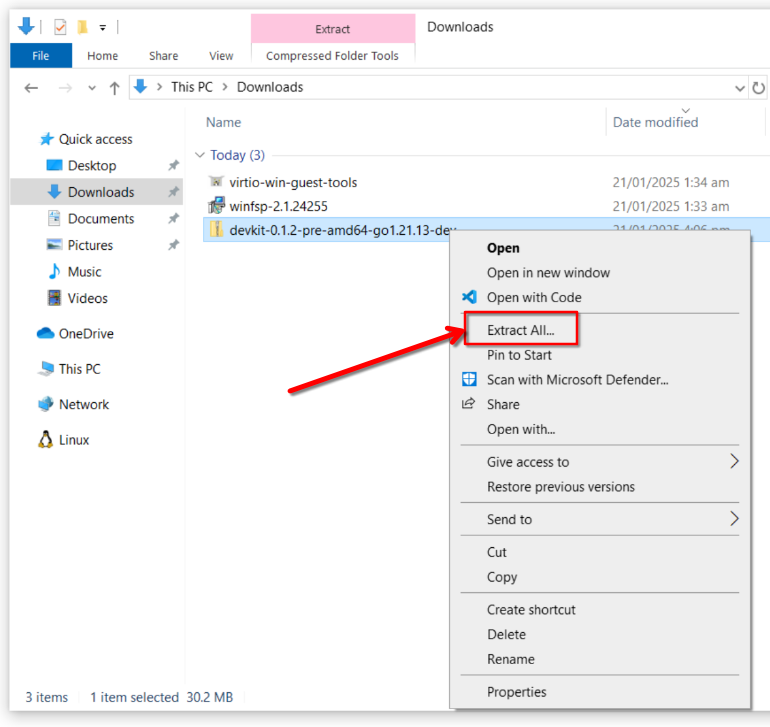 Extract
Downloads
File
Home
Share
View
Compressed Folder Tools
This PC > Downloads
Name
Date modified
Quick access
Desktop
Downloads
Documents
Pictures
Music
Videos
OneDrive
This PC
Network
Linux
Today (3)
virtio-win-guest-tools 21/01/2025 1:34 am
winfsp-2.1.24255 21/01/2025 1:33 am
devkit-0.1.2-pre-amd64-go1.21.13-dev 21/01/2025 4:06 pm
Open
Open in new window
Open with Code
Extract All...
Pin to Start
Scan with Microsoft Defender...
Share
Open with...
Give access to
Restore previous versions
Send to
Cut
Copy
Create shortcut
Delete
Rename
Properties
3 items 1 item selected 30.2 MB